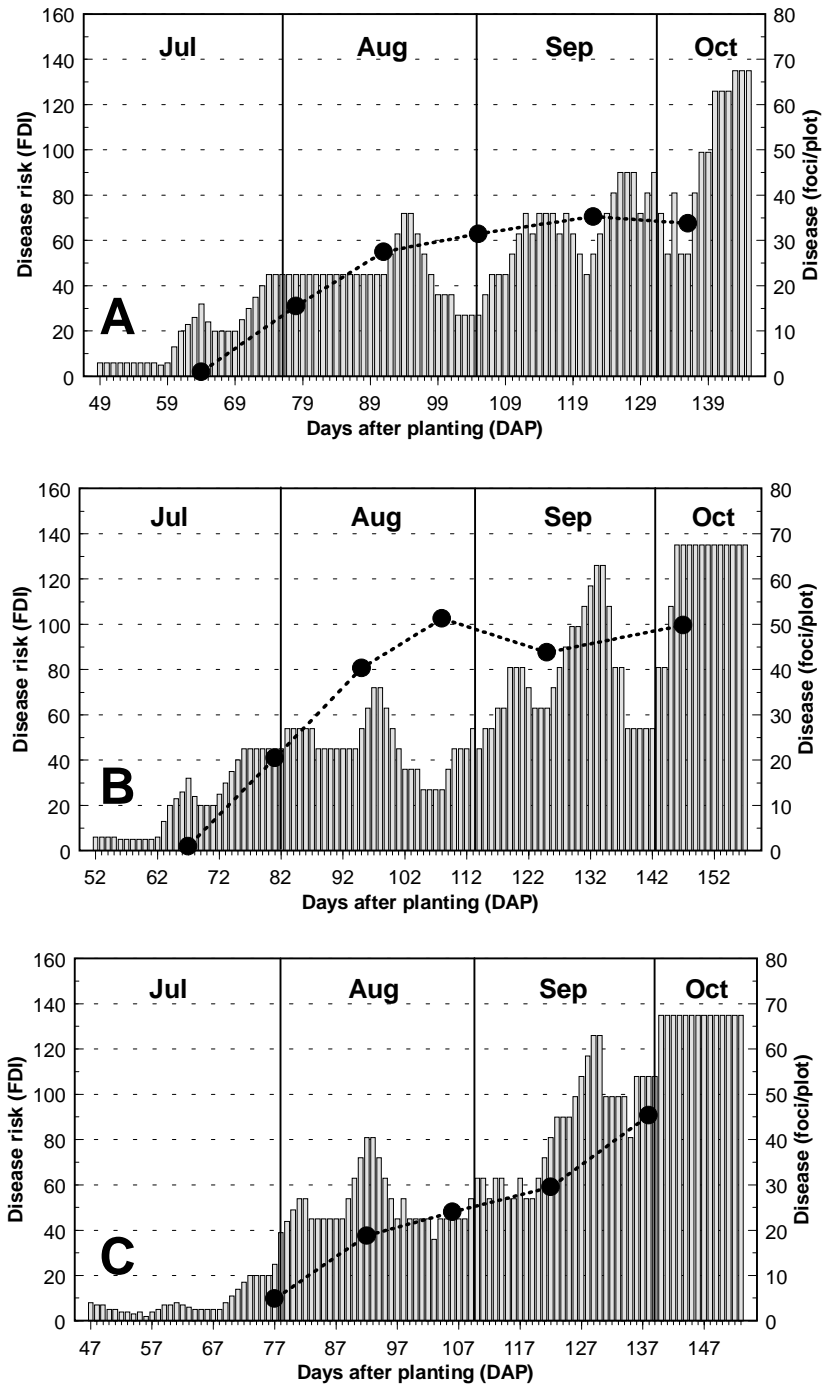 160 80
Jul Aug Sep Oct
140 70
120 60
100 50
80 40
60 30
40 20
20 10
0 0
Disease risk (FDI)
Disease (foci/plot)
A
49 59 69 79 89 99 109 119 129 139
Days after planting (DAP)
160 80
Jul Aug Sep Oct
140 70
120 60
100 50
80 40
60 30
40 20
20 10
0 0
Disease risk (FDI)
Disease (foci/plot)
B
52 62 72 82 92 102 112 122 132 142 152
Days after planting (DAP)
160 80
Jul Aug Sep Oct
140 70
120 60
100 50
80 40
60 30
40 20
20 10
0 0
Disease risk (FDI)
Disease (foci/plot)
C
47 57 67 77 87 97 107 117 127 137 147
Days after planting (DAP)